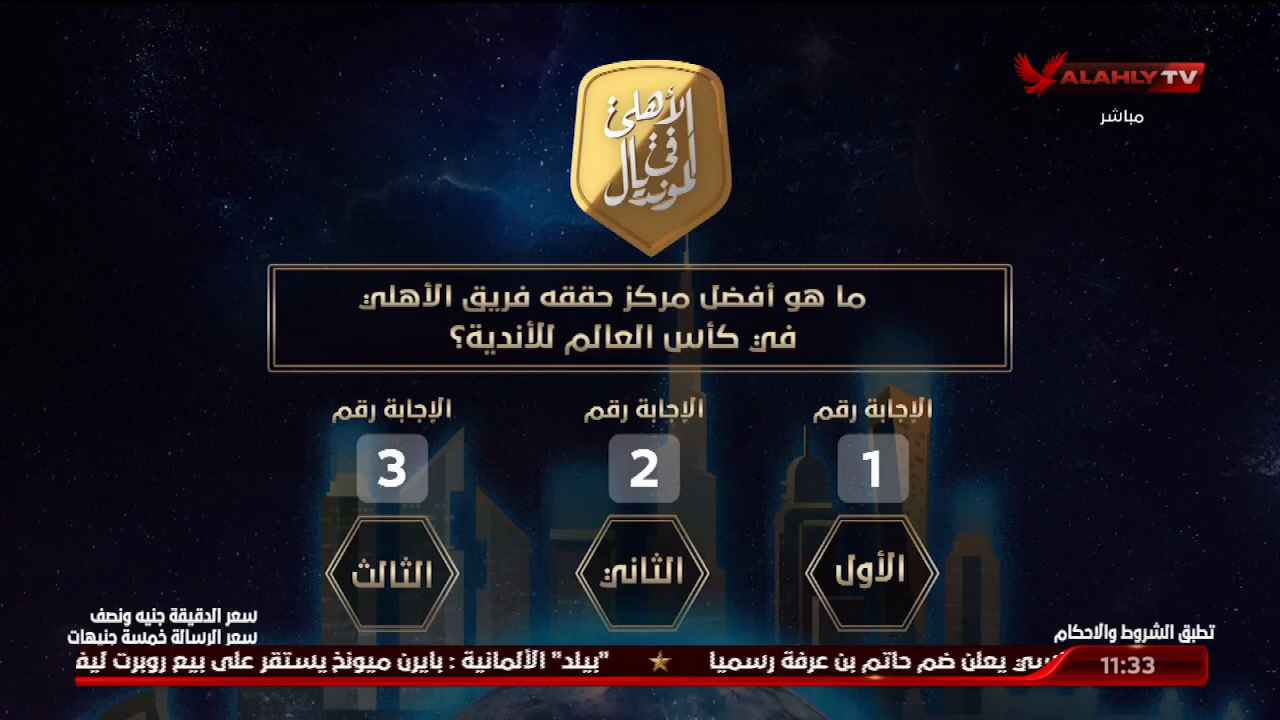 ALAHLY TV
مباشر
الأهلي
في
المونديال
ما هو أفضل مركز حققه فريق الأهلي
في كأس العالم للأندية؟
الإجابة رقم
1
الأول
الإجابة رقم
2
الثاني
الإجابة رقم
3
الثالث
تطبق الشروط والاحكام
سعر الدقيقة جنيه ونصف
سعر الرسالة خمسة جنيهات
11:33
يعلن ضم حاتم بن عرفة رسميا ★ "بيلد" الألمانية : بايرن ميونخ يستقر على بيع روبرت